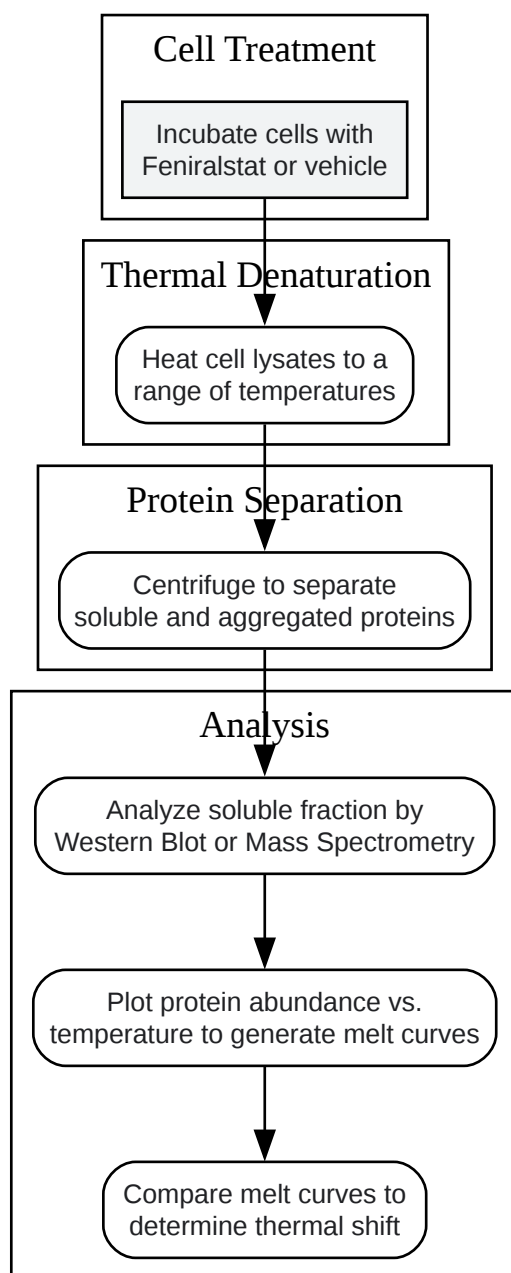 Cell Treatment
Incubate cells with
Feniralstat or vehicle
Thermal Denaturation
Heat cell lysates to a
range of temperatures
Protein Separation
Centrifuge to separate
soluble and aggregated proteins
Analysis
Analyze soluble fraction by
Western Blot or Mass Spectrometry
Plot protein abundance vs.
temperature to generate melt curves
Compare melt curves to
determine thermal shift